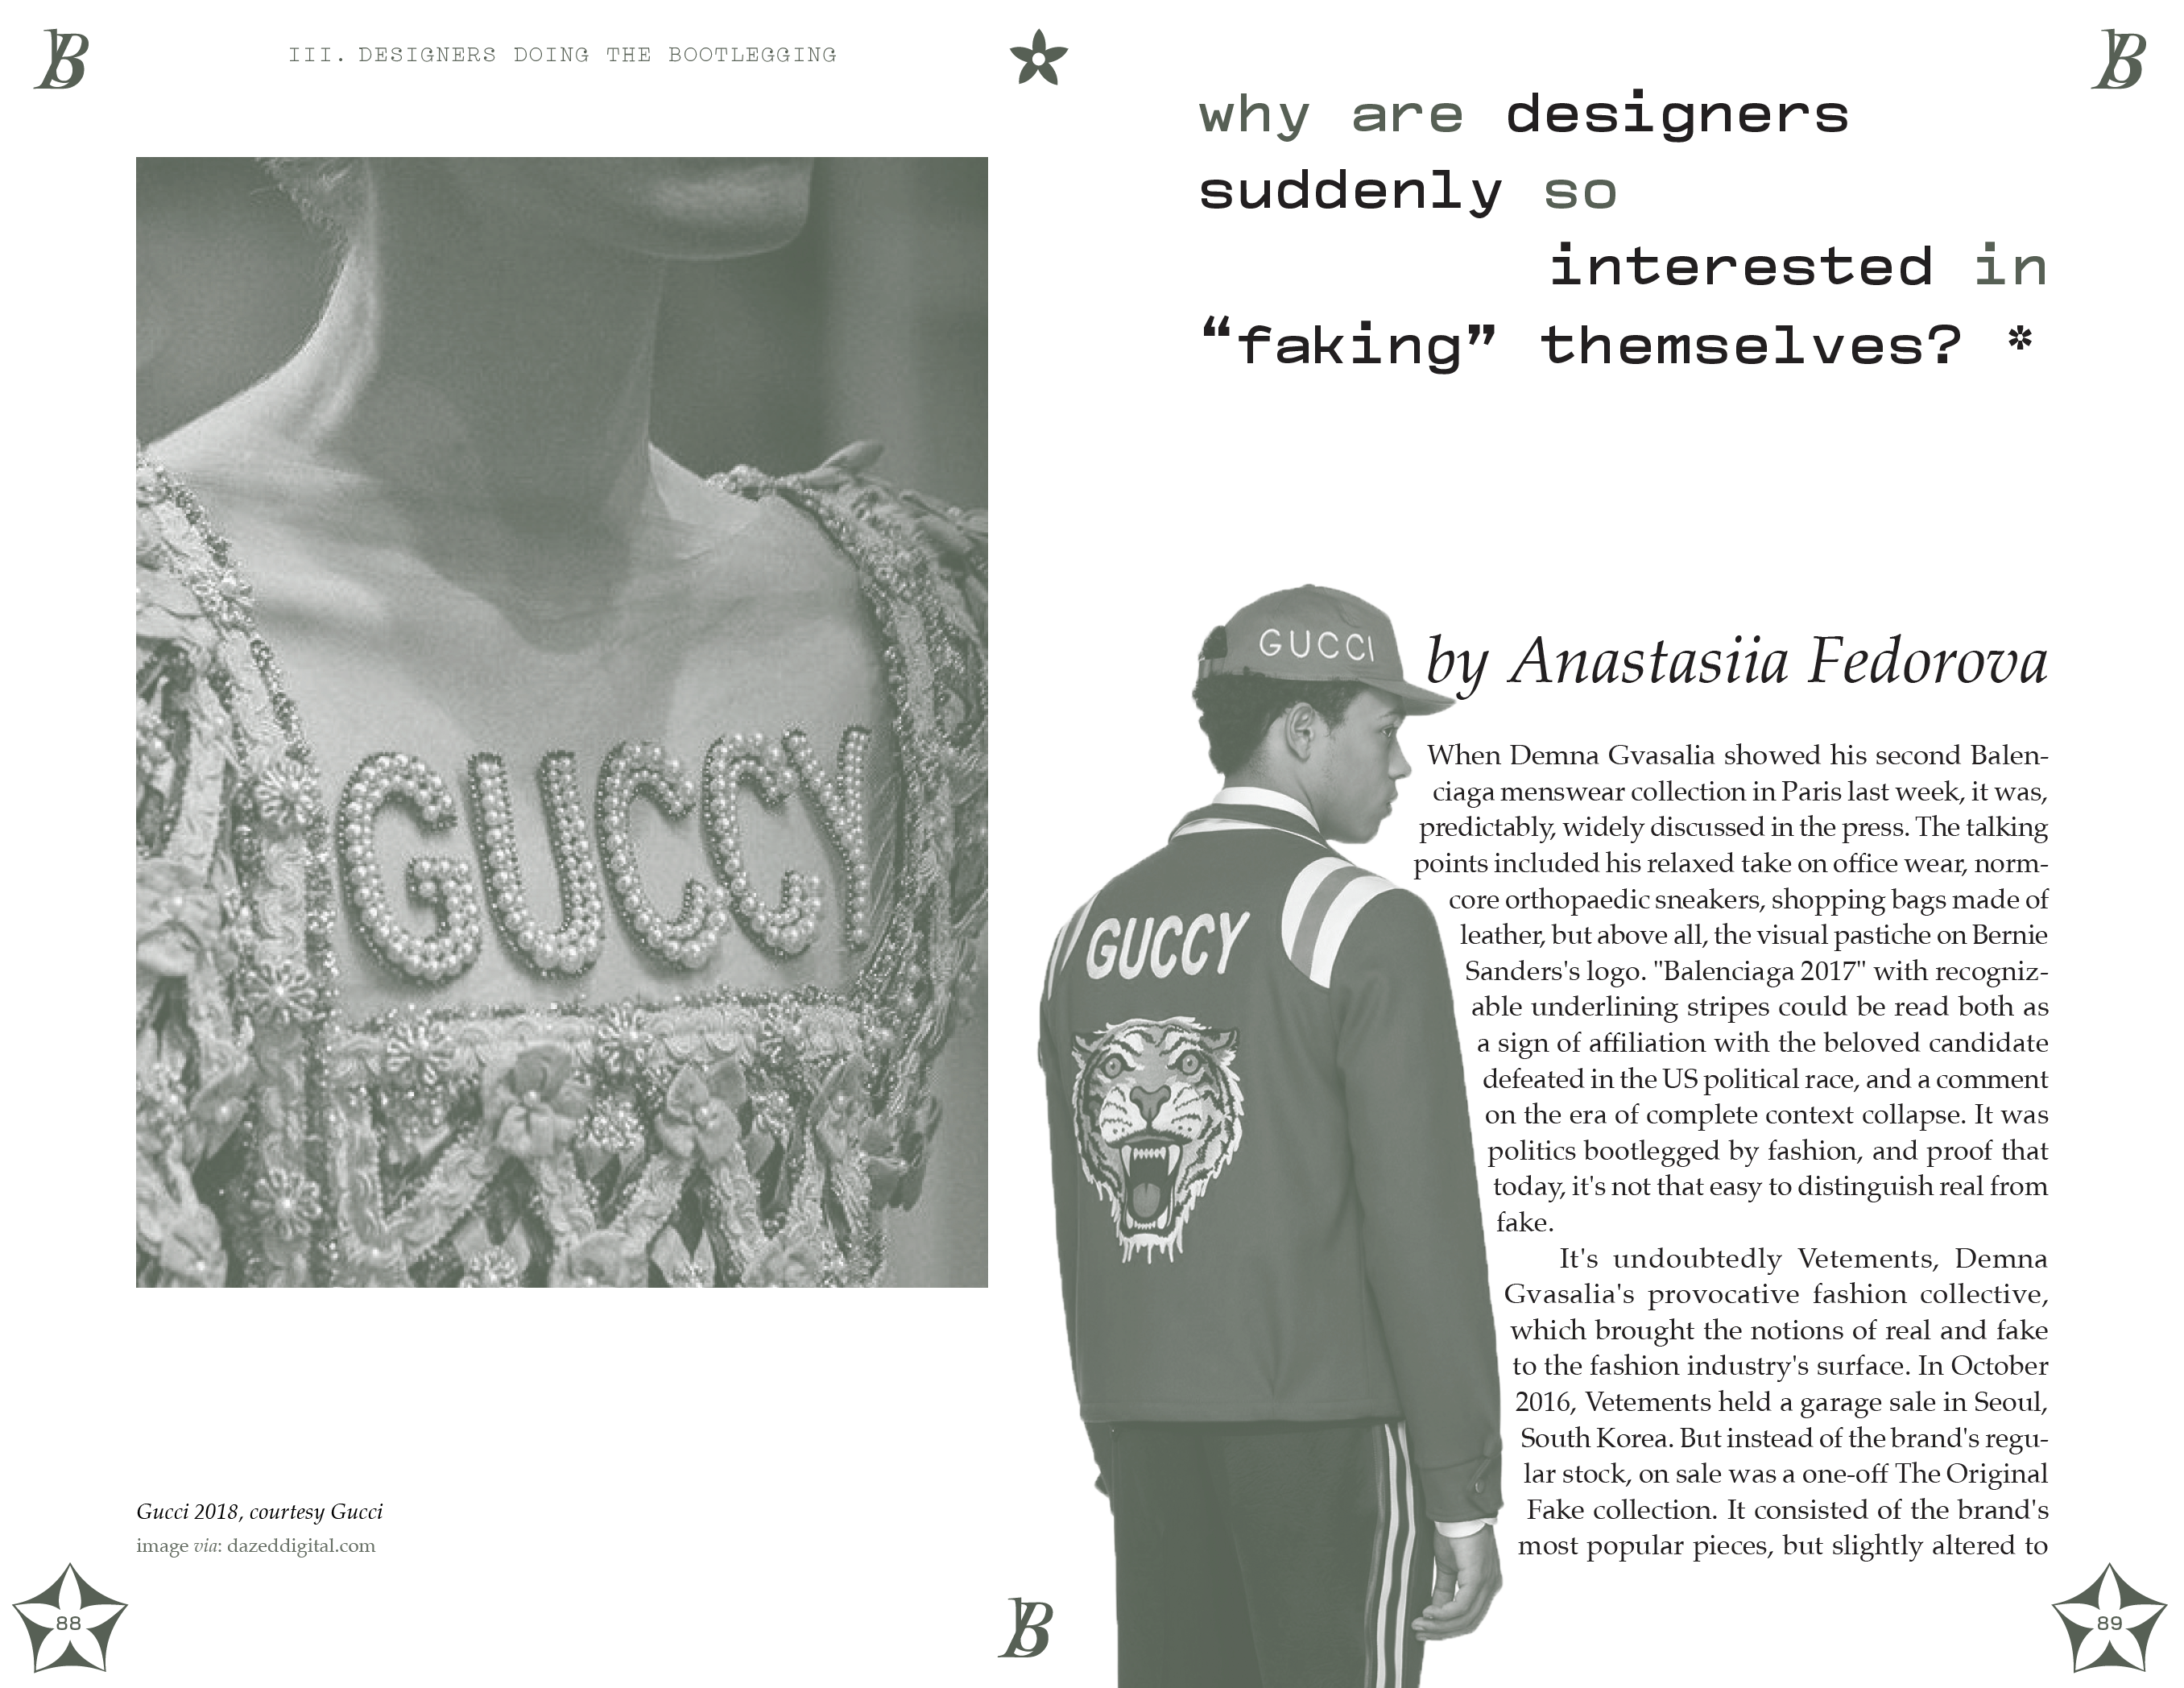 III. DESIGNERS DOING THE BOOTLEGGING
GUCCY
Gucci 2018, courtesy Gucci
image via: dazeddigital.com
88
B
B
why are designers
suddenly so
interested in
“faking” themselves? *
GUCCI
GUCCY
by Anastasiia Fedorova
When Demna Gvasalia showed his second Balen-
ciaga menswear collection in Paris last week, it was,
predictably, widely discussed in the press. The talking
points included his relaxed take on office wear, norm-
core orthopaedic sneakers, shopping bags made of
leather, but above all, the visual pastiche on Bernie
Sanders's logo. "Balenciaga 2017" with recogniz-
able underlining stripes could be read both as
a sign of affiliation with the beloved candidate
defeated in the US political race, and a comment
on the era of complete context collapse. It was
politics bootlegged by fashion, and proof that
today, it's not that easy to distinguish real from
fake.
It's undoubtedly Vetements, Demna
Gvasalia's provocative fashion collective,
which brought the notions of real and fake
to the fashion industry's surface. In October
2016, Vetements held a garage sale in Seoul,
South Korea. But instead of the brand's regu-
lar stock, on sale was a one-off The Original
Fake collection. It consisted of the brand's
most popular pieces, but slightly altered to
B
89